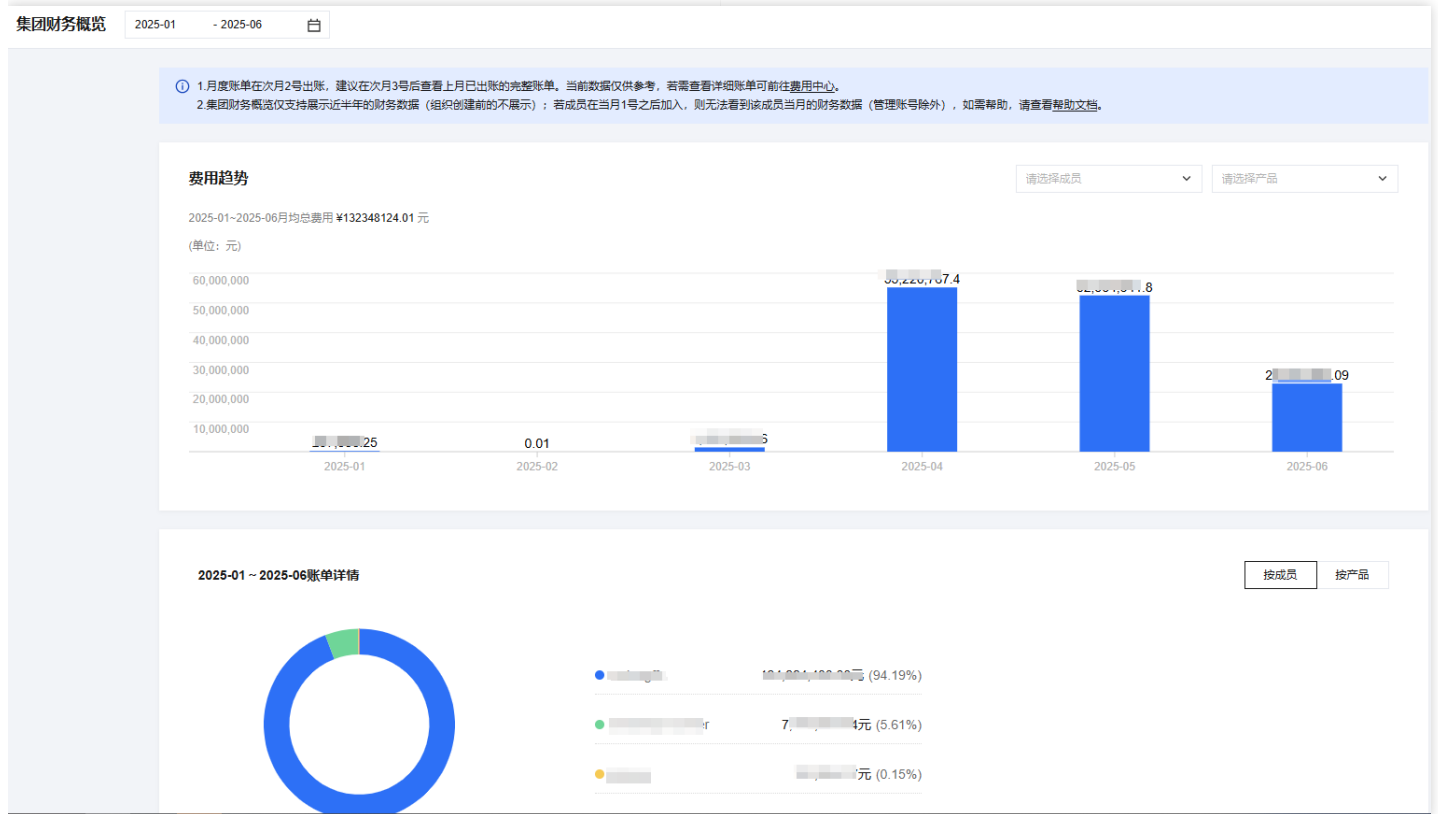 集团财务概览
2025-01 - 2025-06
1.月度账单在次月2号出账，建议在次月3号后查看上月已出账的完整账单。当前数据仅供参考，若需查看详细账单可前往费用中心。
2.集团财务概览仅支持展示近半年的财务数据（组织创建前的不展示）；若成员在当月1号之后加入，则无法看到该成员当月的财务数据（管理账号除外），如需帮助，请查看帮助文档。
费用趋势
请选择成员
请选择产品
2025-01~2025-06月均总费用 ¥132348124.01 元
(单位：元)
60,000,000
50,000,000
40,000,000
30,000,000
20,000,000
10,000,000
0.01
2025-01
2025-02
2025-03
2025-04
2025-05
2025-06
2025-01 ~ 2025-06账单详情
按成员
按产品
(94.19%)
元 (5.61%)
元 (0.15%)